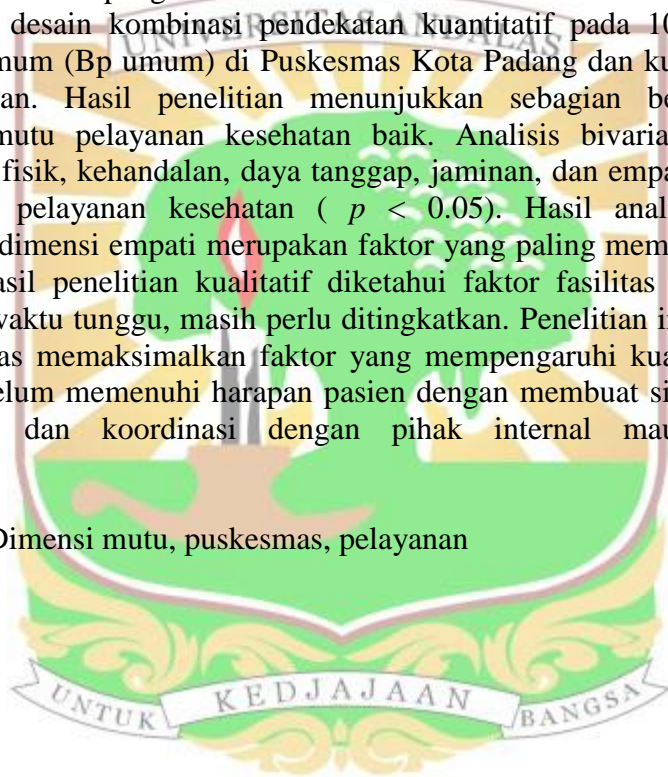 UNIVERSITAS ANDALAS
desain kombinasi pendekatan kuantitatif pada 10
mum (Bp umum) di Puskesmas Kota Padang dan ku
an. Hasil penelitian menunjukkan sebagian be
mutu pelayanan kesehatan baik. Analisis bivaria
fisik, kehandalan, daya tanggap, jaminan, dan empa
pelayanan kesehatan ( p < 0.05). Hasil anal
dimensi empati merupakan faktor yang paling mem
asil penelitian kualitatif diketahui faktor fasilitas
waktu tunggu, masih perlu ditingkatkan. Penelitian i
as memaksimalkan faktor yang mempengaruhi kua
elum memenuhi harapan pasien dengan membuat si
dan koordinasi dengan pihak internal mau
Dimensi mutu, puskesmas, pelayanan
UNTUK KEDJAJAAN BANGSA